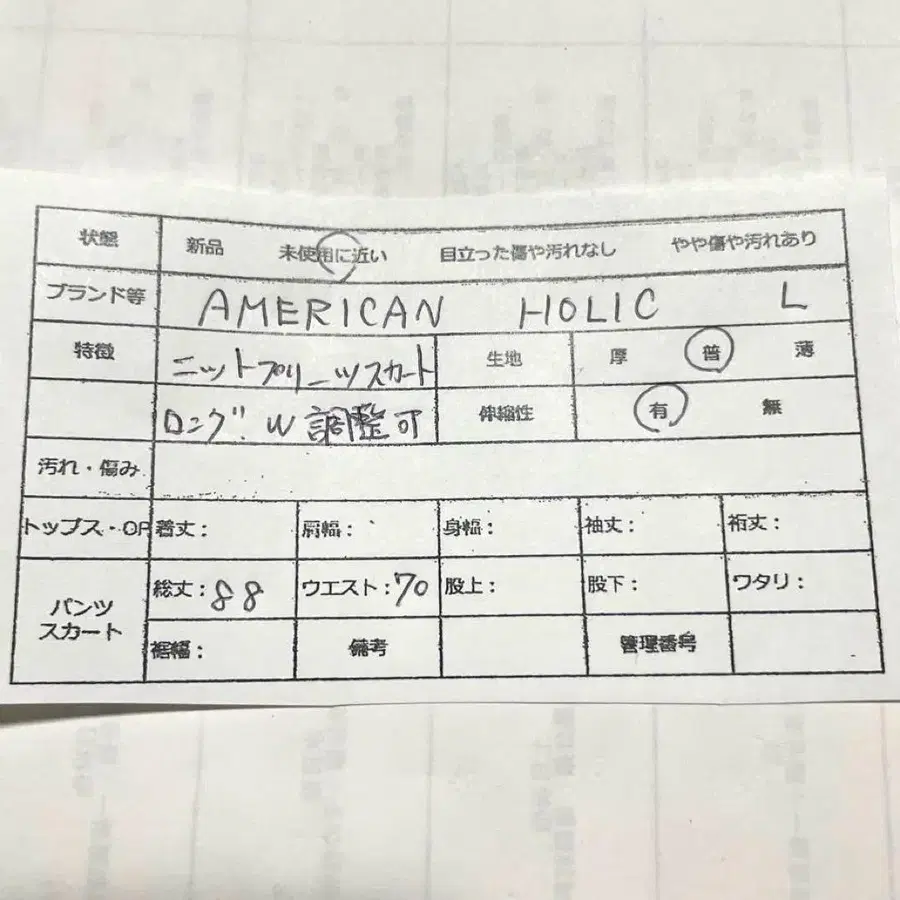 状態 新品 未使用に近い 目立った傷や汚れなし やや傷や汚れあり
ブランド等 AMERICAN HOLIC L
特徴 ニットプリーツスカート 生地 厚 普 薄
ロング。W調整可 伸縮性 有 無
汚れ・傷み
トップス・OP 着丈: 肩幅: 身幅: 袖丈: 裄丈:
パンツ スカート 総丈:88 ウエスト:70 股上: 股下: ワタリ:
裾幅: 備考 管理番号